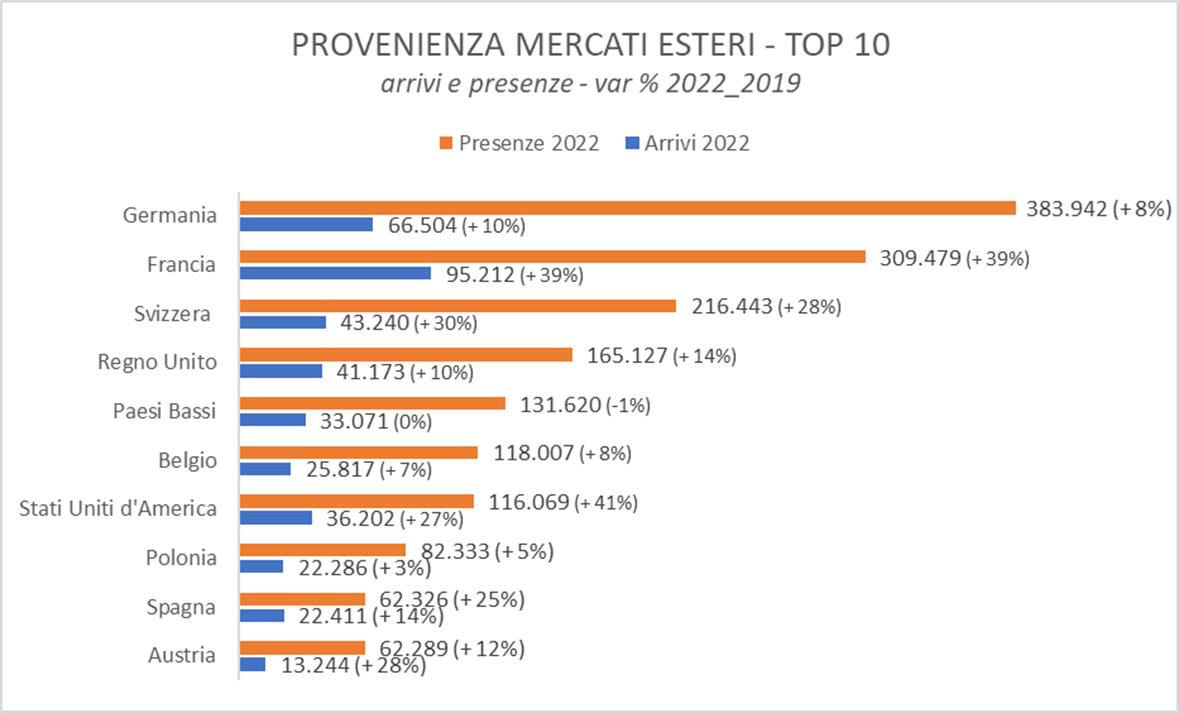 PROVENIENZA MERCATI ESTERI - TOP 10
arrivi e presenze - var % 2022_2019
Presenze 2022 Arrivi 2022
Germania
383.942 (+ 8%)
66.504 (+ 10%)
Francia
309.479 (+ 39%)
95.212 (+ 39%)
Svizzera
216.443 (+ 28%)
43.240 (+ 30%)
Regno Unito
165.127 (+ 14%)
41.173 (+ 10%)
Paesi Bassi
131.620 (-1%)
33.071 (0%)
Belgio
118.007 (+ 8%)
25.817 (+ 7%)
Stati Uniti d'America
116.069 (+ 41%)
36.202 (+ 27%)
Polonia
82.333 (+ 5%)
22.286 (+ 3%)
Spagna
62.326 (+ 25%)
22.411 (+ 14%)
Austria
62.289 (+ 12%)
13.244 (+ 28%)